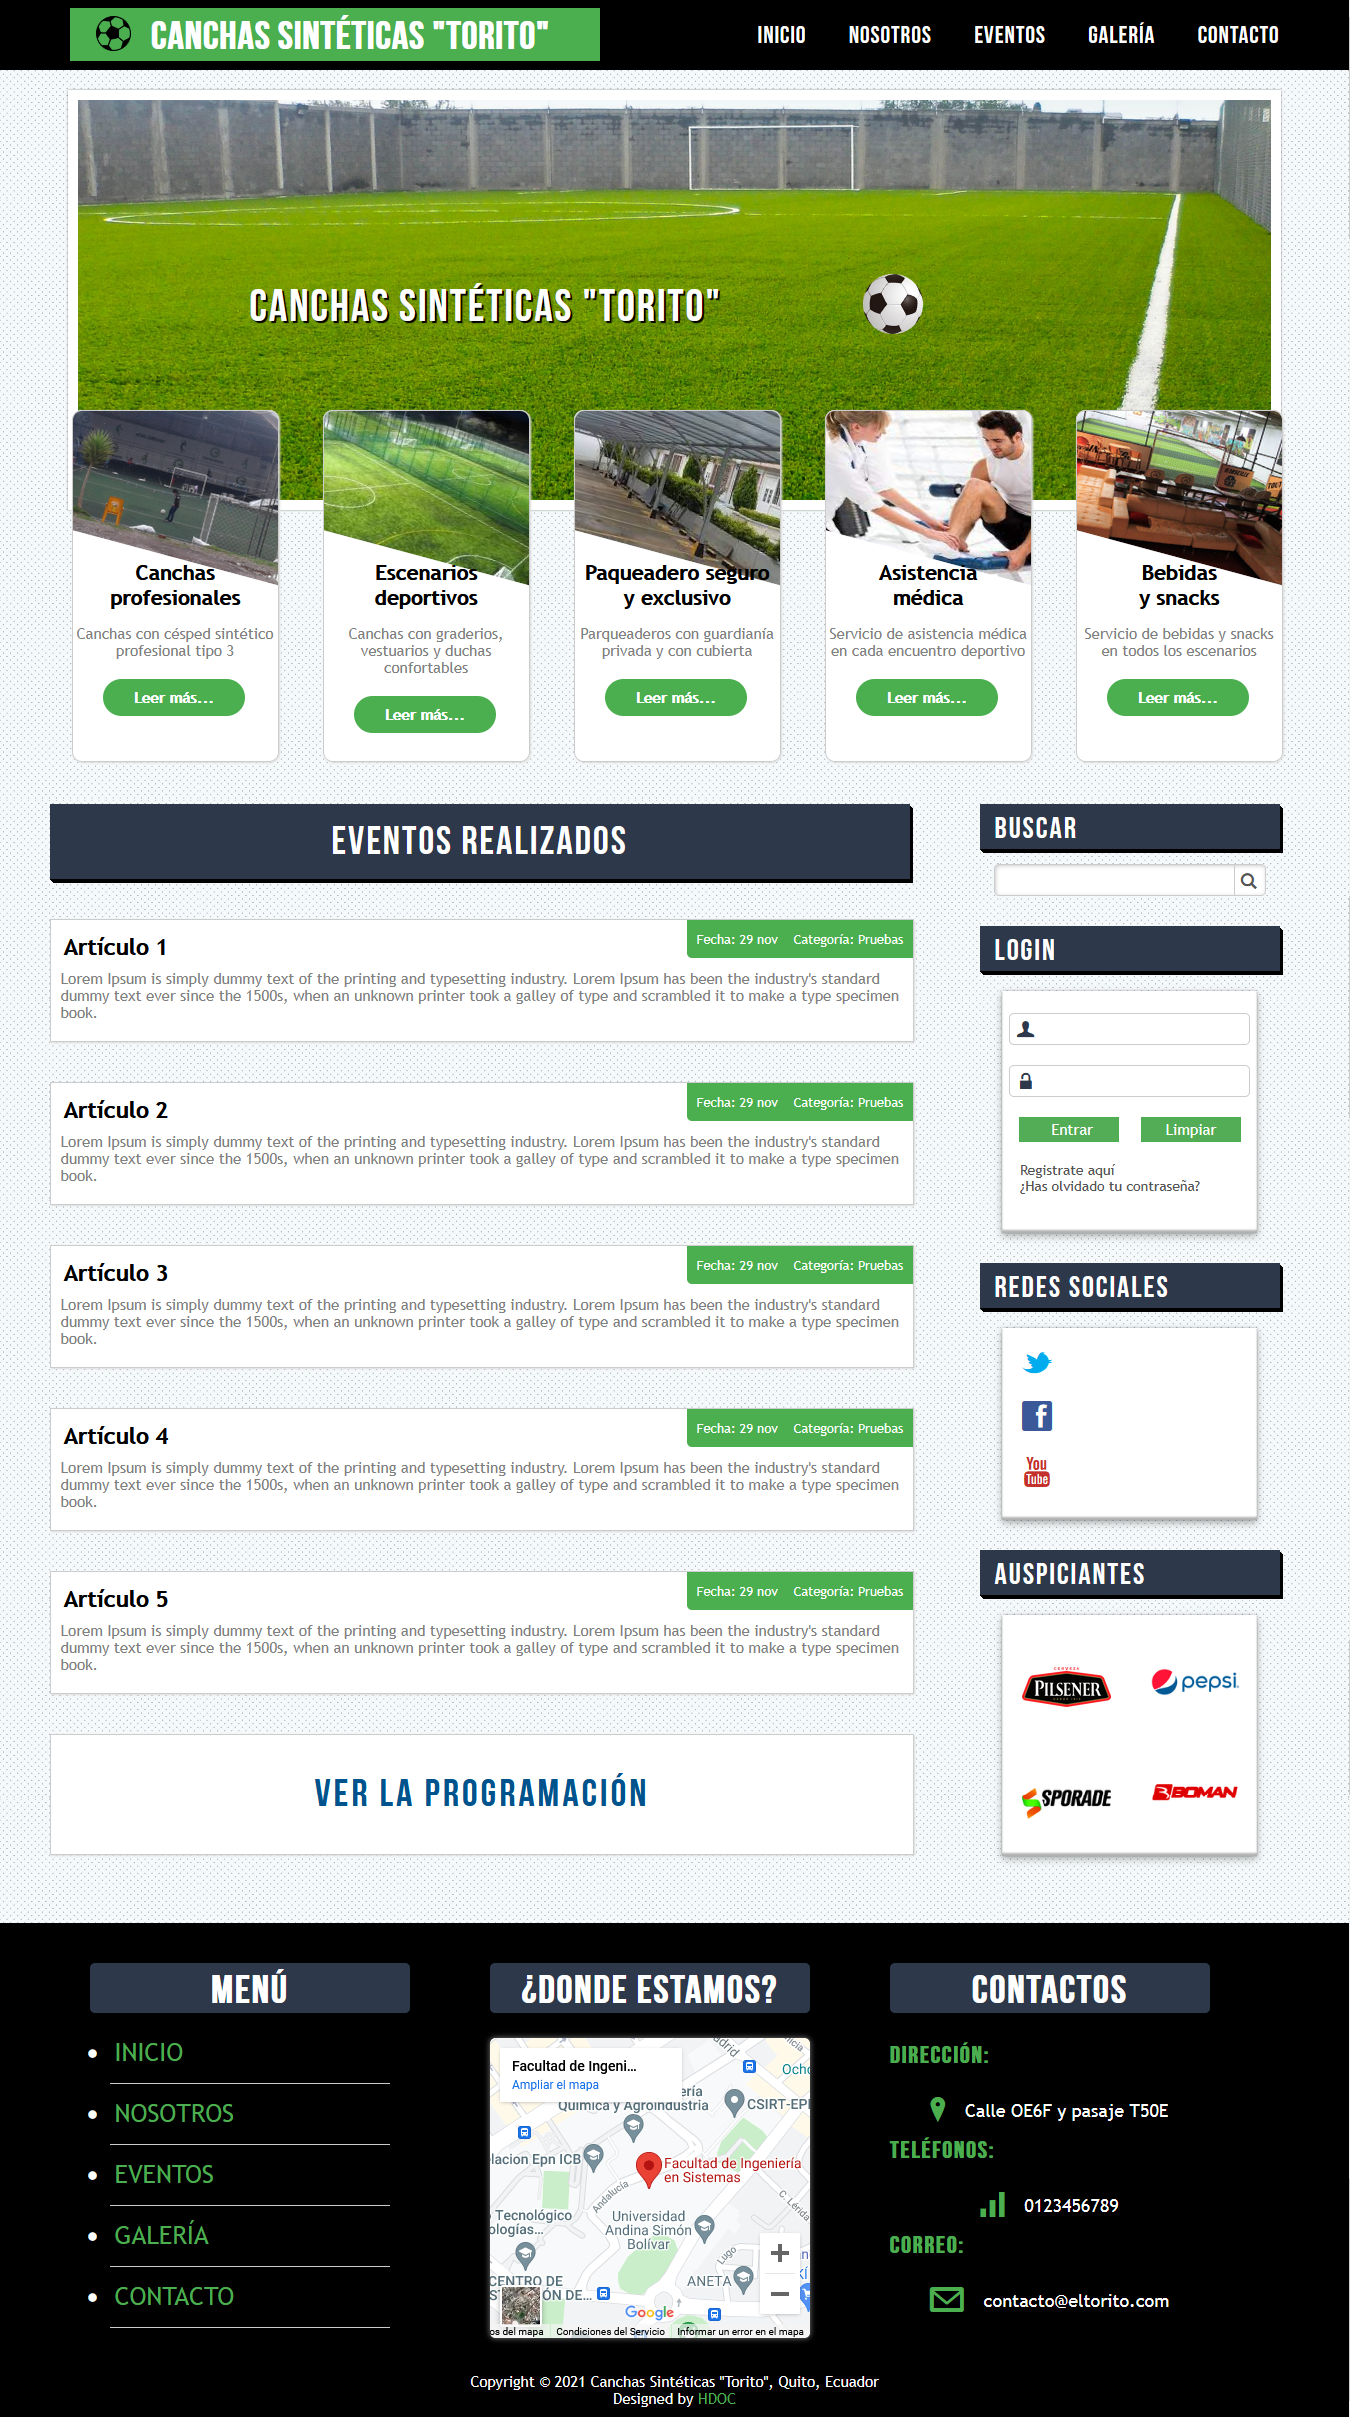 CANCHAS SINTÉTICAS "TORITO"
INICIO NOSOTROS EVENTOS GALERÍA CONTACTO
CANCHAS SINTÉTICAS "TORITO"
Canchas
profesionales
Canchas con césped sintético
profesional tipo 3
Leer más...
Escenarios
deportivos
Canchas con graderios,
vestuarios y duchas
confortables
Leer más...
Paqueadero seguro
y exclusivo
Parqueaderos con guardianía
privada y con cubierta
Leer más...
Asistencia
médica
Servicio de asistencia médica
en cada encuentro deportivo
Leer más...
Bebidas
y snacks
Servicio de bebidas y snacks
en todos los escenarios
Leer más...
EVENTOS REALIZADOS
Artículo 1
Fecha: 29 nov Categoría: Pruebas
Lorem Ipsum is simply dummy text of the printing and typesetting industry. Lorem Ipsum has been the industry's standard
dummy text ever since the 1500s, when an unknown printer took a galley of type and scrambled it to make a type specimen
book.
Artículo 2
Fecha: 29 nov Categoría: Pruebas
Lorem Ipsum is simply dummy text of the printing and typesetting industry. Lorem Ipsum has been the industry's standard
dummy text ever since the 1500s, when an unknown printer took a galley of type and scrambled it to make a type specimen
book.
Artículo 3
Fecha: 29 nov Categoría: Pruebas
Lorem Ipsum is simply dummy text of the printing and typesetting industry. Lorem Ipsum has been the industry's standard
dummy text ever since the 1500s, when an unknown printer took a galley of type and scrambled it to make a type specimen
book.
Artículo 4
Fecha: 29 nov Categoría: Pruebas
Lorem Ipsum is simply dummy text of the printing and typesetting industry. Lorem Ipsum has been the industry's standard
dummy text ever since the 1500s, when an unknown printer took a galley of type and scrambled it to make a type specimen
book.
Artículo 5
Fecha: 29 nov Categoría: Pruebas
Lorem Ipsum is simply dummy text of the printing and typesetting industry. Lorem Ipsum has been the industry's standard
dummy text ever since the 1500s, when an unknown printer took a galley of type and scrambled it to make a type specimen
book.
VER LA PROGRAMACIÓN
BUSCAR
LOGIN
Entrar Limpiar
Registrate aquí
¿Has olvidado tu contraseña?
REDES SOCIALES
You
Tube
AUSPICIANTES
CERVEZA
PILSENER
pepsi
SPORADE
BOMAN
MENÚ
INICIO
NOSOTROS
EVENTOS
GALERÍA
CONTACTO
¿DONDE ESTAMOS?
Facultad de Ingeni...
Ampliar el mapa
adrid
icia
Ocho
ería
Química y Agroindustria
CSIRT-EPI
elacion Epn ICB
Facultad de Ingeniería
en Sistemas
Andalucía
C. Lérida
Tecnológico
ologías...
Universidad
Andina Simón
Bolívar
Lugo
CENTRO DE
ÓN DE...
ANETA
Google
os del mapa Condiciones del Servicio Informar un error en el mapa
CONTACTOS
DIRECCIÓN:
Calle OE6F y pasaje T50E
TELÉFONOS:
0123456789
CORREO:
contacto@eltorito.com
Copyright © 2021 Canchas Sintéticas "Torito", Quito, Ecuador
Designed by HDOC